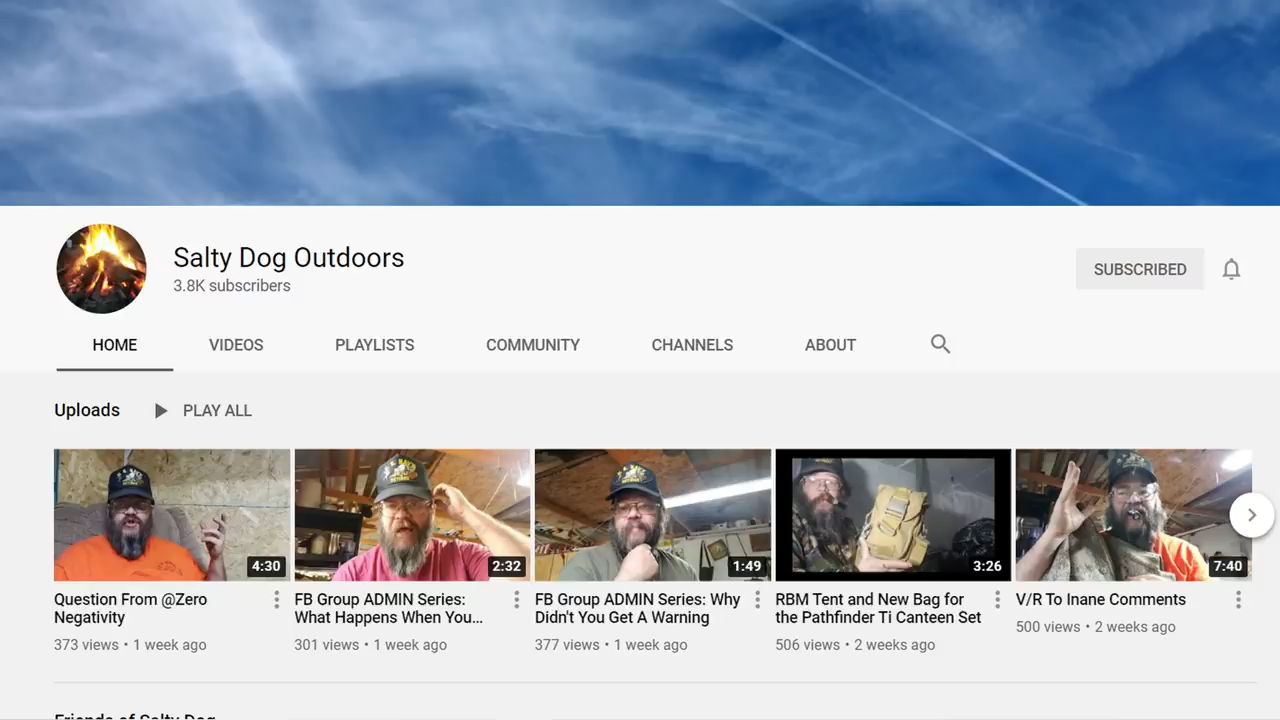 Salty Dog Outdoors
3.8K subscribers
SUBSCRIBED
HOME
VIDEOS
PLAYLISTS
COMMUNITY
CHANNELS
ABOUT
Uploads
PLAY ALL
4:30
2:32
1:49
3:26
7:40
Question From @Zero
Negativity
373 views • 1 week ago
FB Group ADMIN Series:
What Happens When You...
301 views • 1 week ago
FB Group ADMIN Series: Why
Didn't You Get A Warning
377 views • 1 week ago
RBM Tent and New Bag for
the Pathfinder Ti Canteen Set
506 views • 2 weeks ago
V/R To Inane Comments
500 views • 2 weeks ago
Friends of Salty Dog